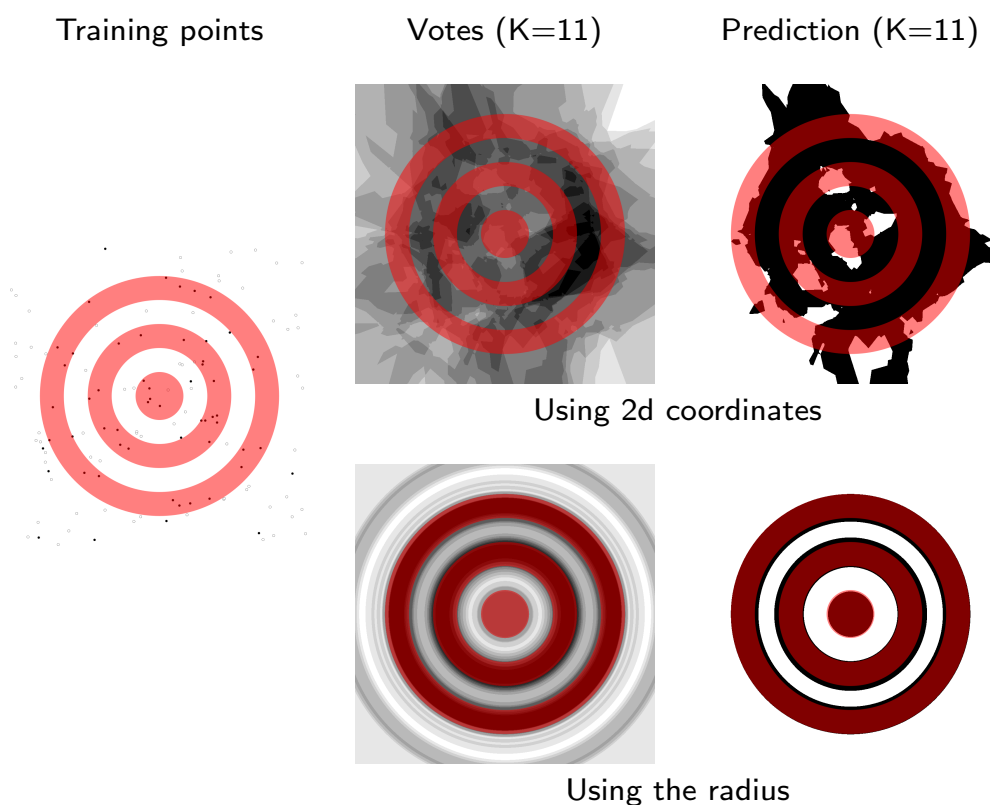 Training points
Votes (K=11)
Prediction (K=11)
Using 2d coordinates
Using the radius